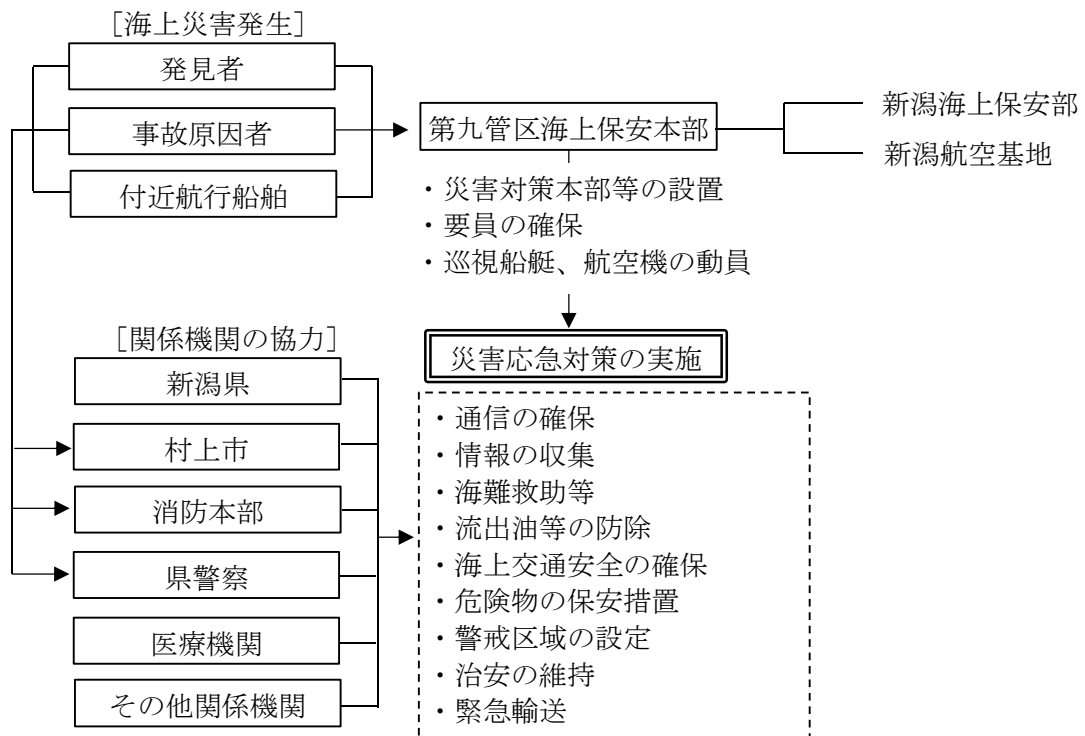 ［海上災害発生］
発見者
事故原因者
付近航行船舶
第九管区海上保安本部
新潟海上保安部
新潟航空基地
・災害対策本部等の設置
・要員の確保
・巡視船艇、航空機の動員
［関係機関の協力］
新潟県
村上市
消防本部
県警察
医療機関
その他関係機関
災害応急対策の実施
・通信の確保
・情報の収集
・海難救助等
・流出油等の防除
・海上交通安全の確保
・危険物の保安措置
・警戒区域の設定
・治安の維持
・緊急輸送